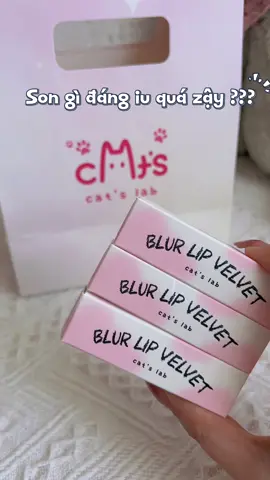 Son gì đáng iu quá zậy ???
cat's
cat's lab
BLUR LIP VELVET
cat's lab
BLUR LIP VELVET
cat's lab
BLUR LIP VELVET
cat's lab